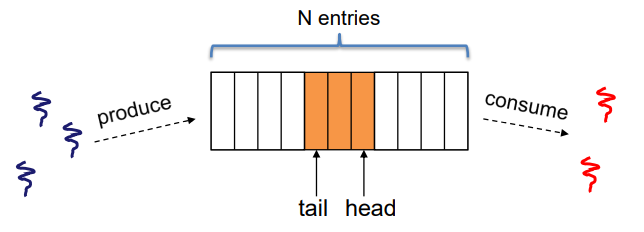 N entries
produce
consume
tail
head